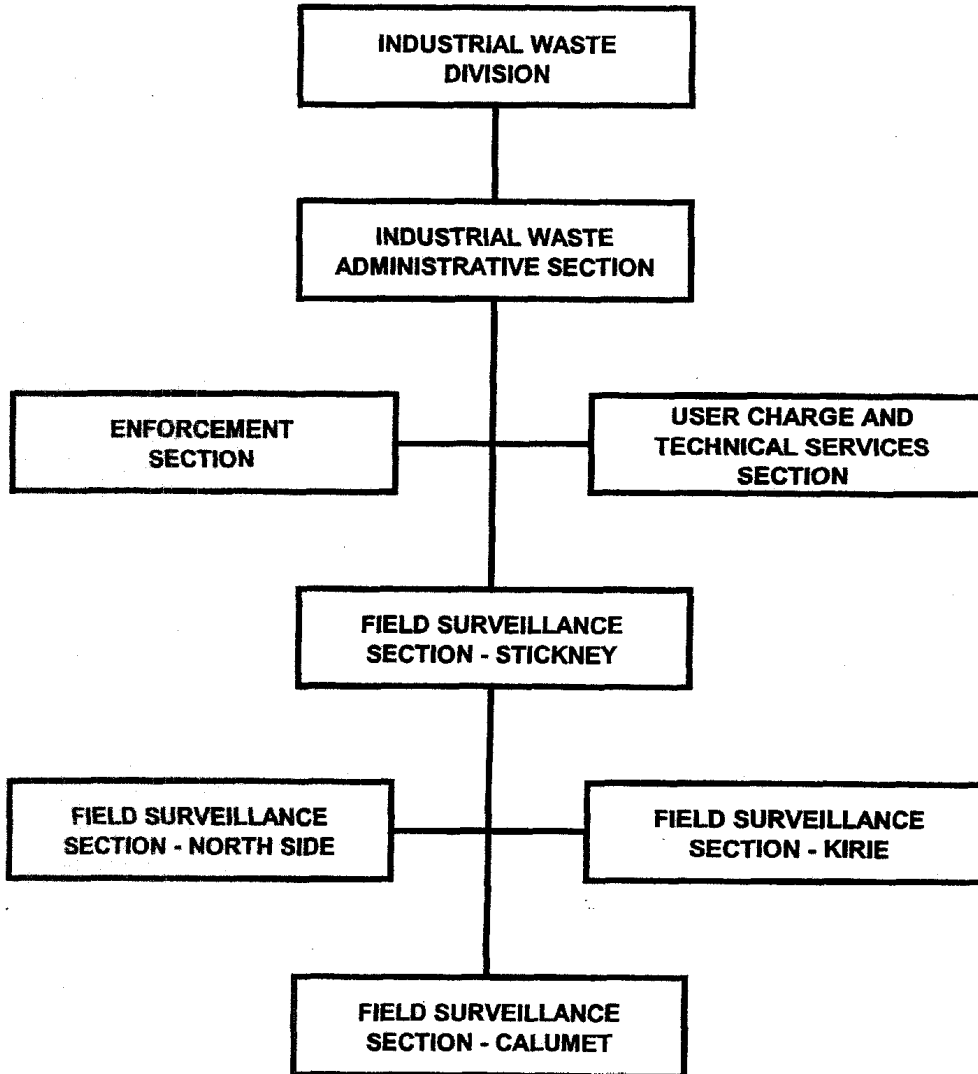 INDUSTRIAL WASTE
DIVISION
INDUSTRIAL WASTE
ADMINISTRATIVE SECTION
ENFORCEMENT
SECTION
USER CHARGE AND
TECHNICAL SERVICES
SECTION
FIELD SURVEILLANCE
SECTION - STICKNEY
FIELD SURVEILLANCE
SECTION - NORTH SIDE
FIELD SURVEILLANCE
SECTION - KIRIE
FIELD SURVEILLANCE
SECTION - CALUMET